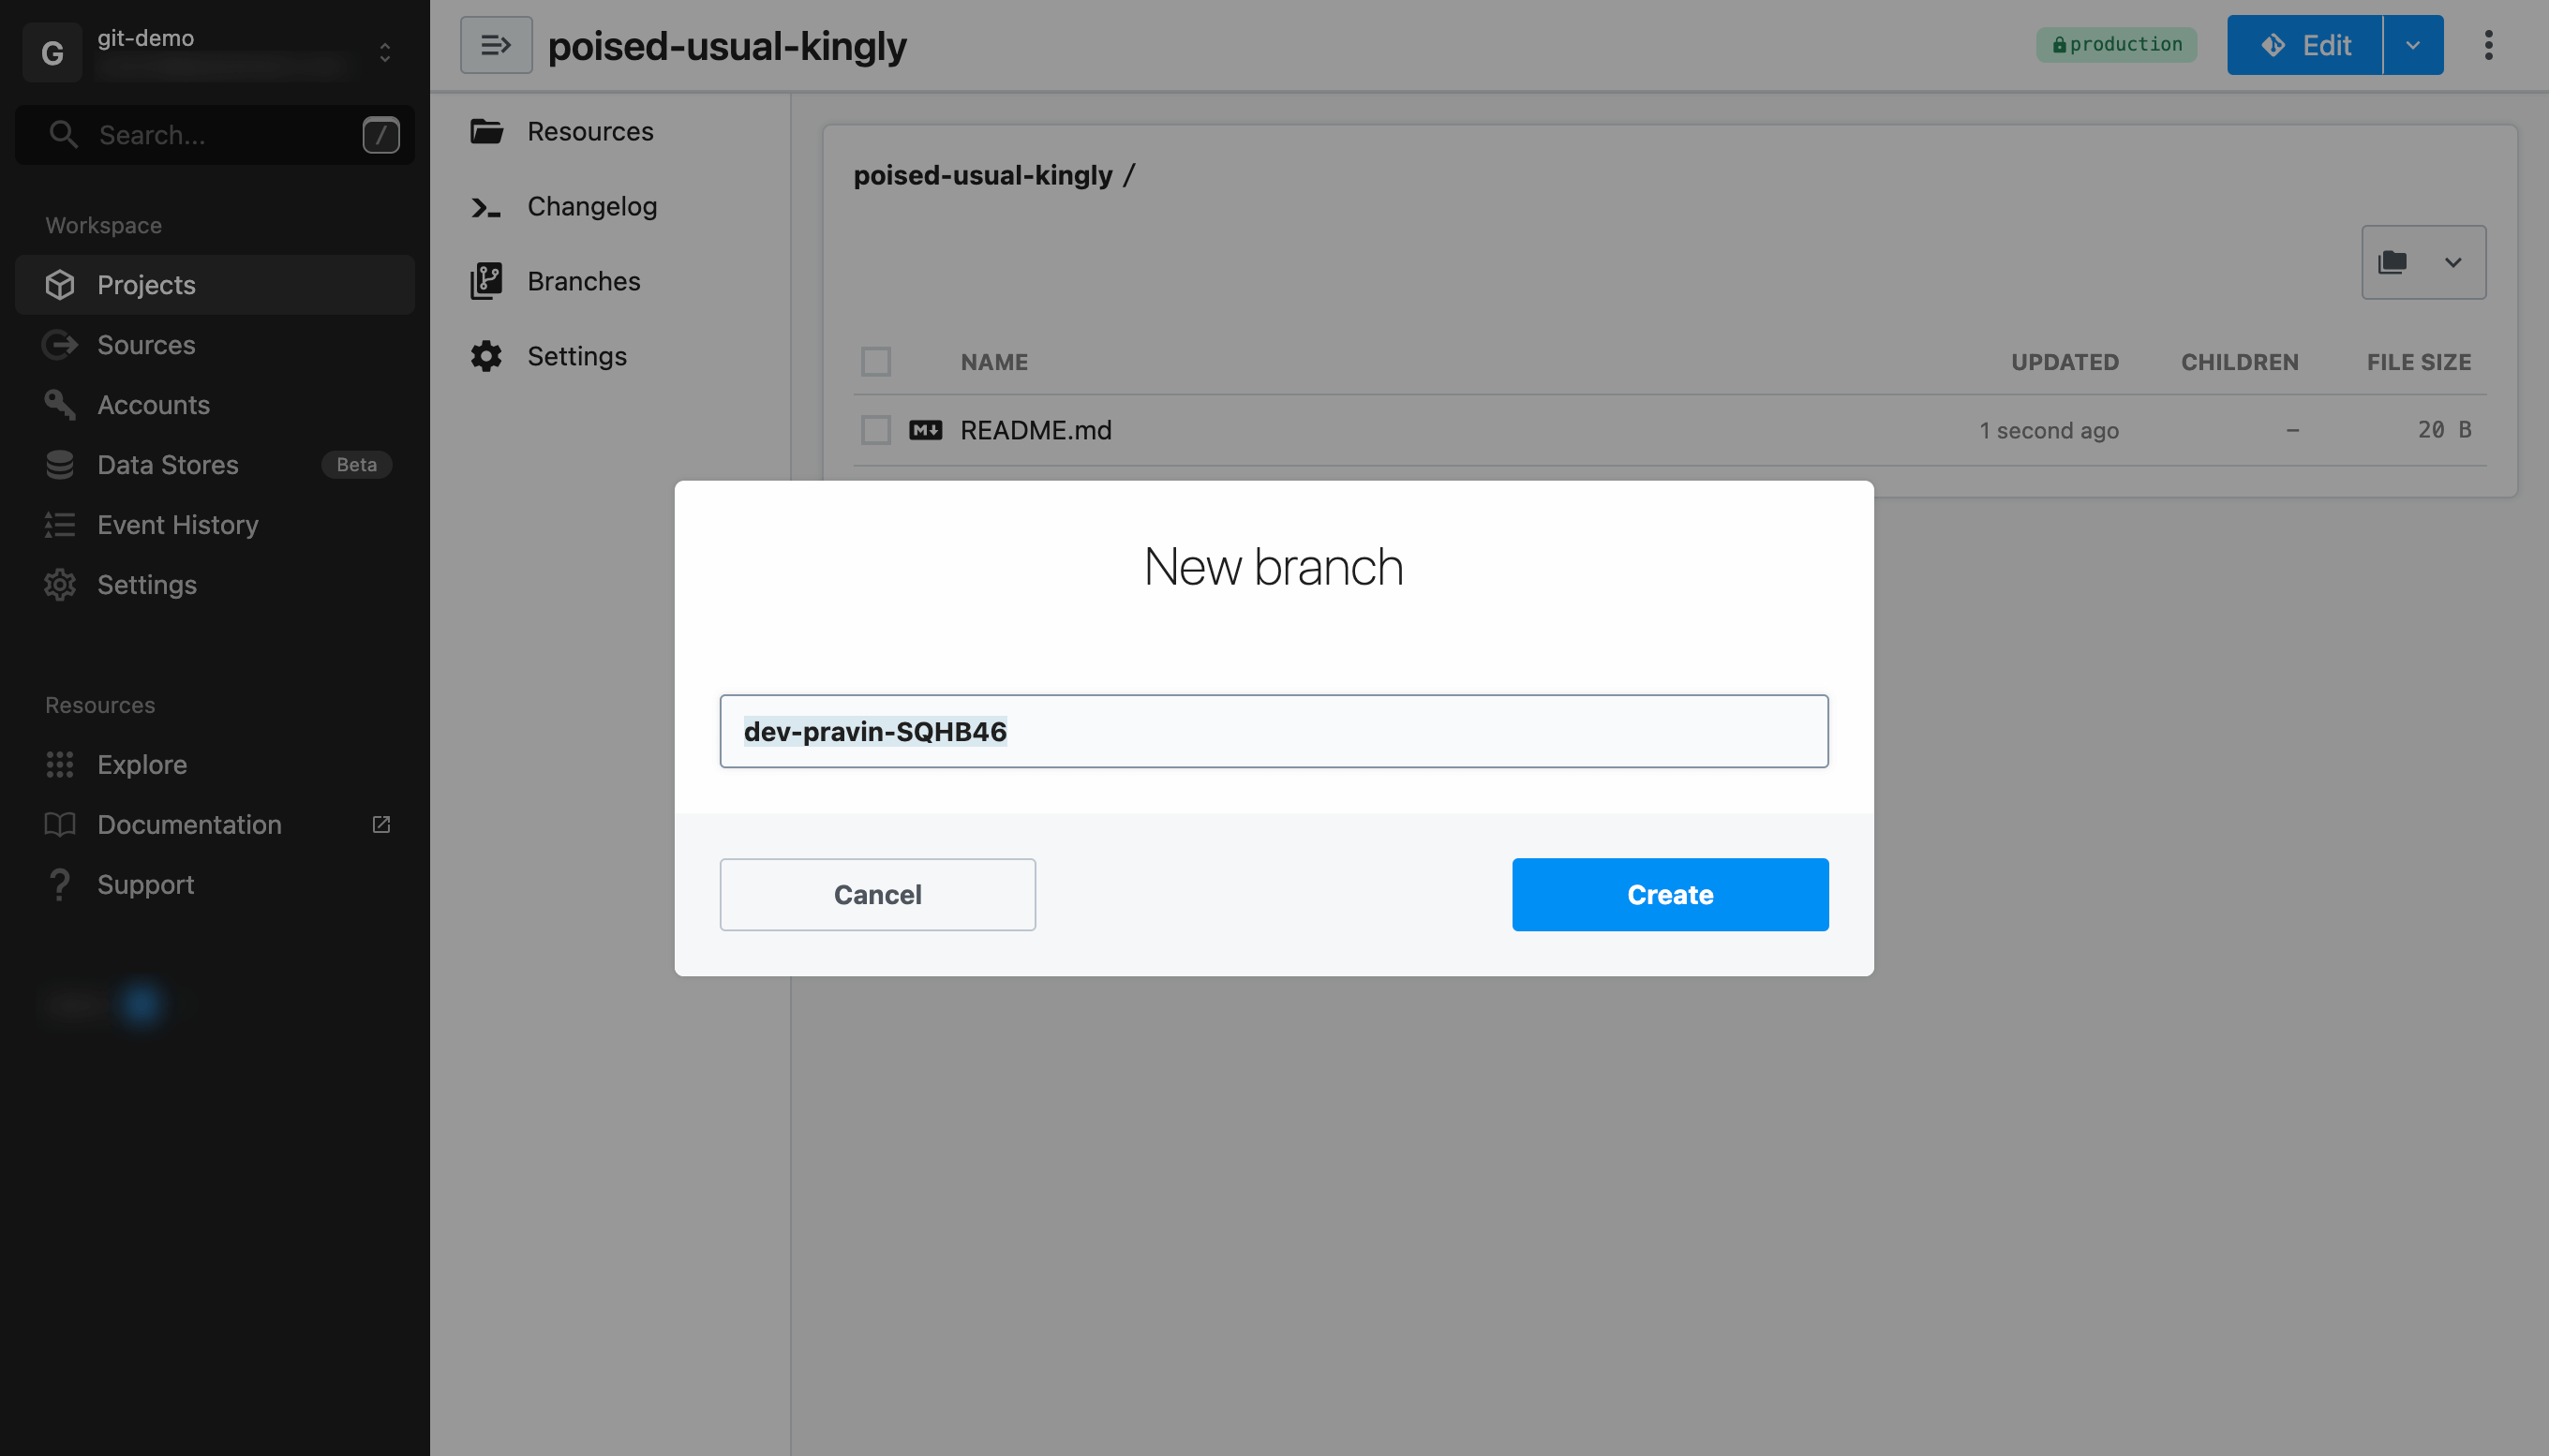 G
git-demo
Search...
/
Workspace
Projects
Sources
Accounts
Data Stores
Beta
Event History
Settings
Resources
Explore
Documentation
Support
poised-usual-kingly
production
Edit
Resources
Changelog
Branches
Settings
poised-usual-kingly /
NAME UPDATED CHILDREN FILE SIZE
M README.md 1 second ago – 20 B
New branch
dev-pravin-SQHB46
Cancel
Create